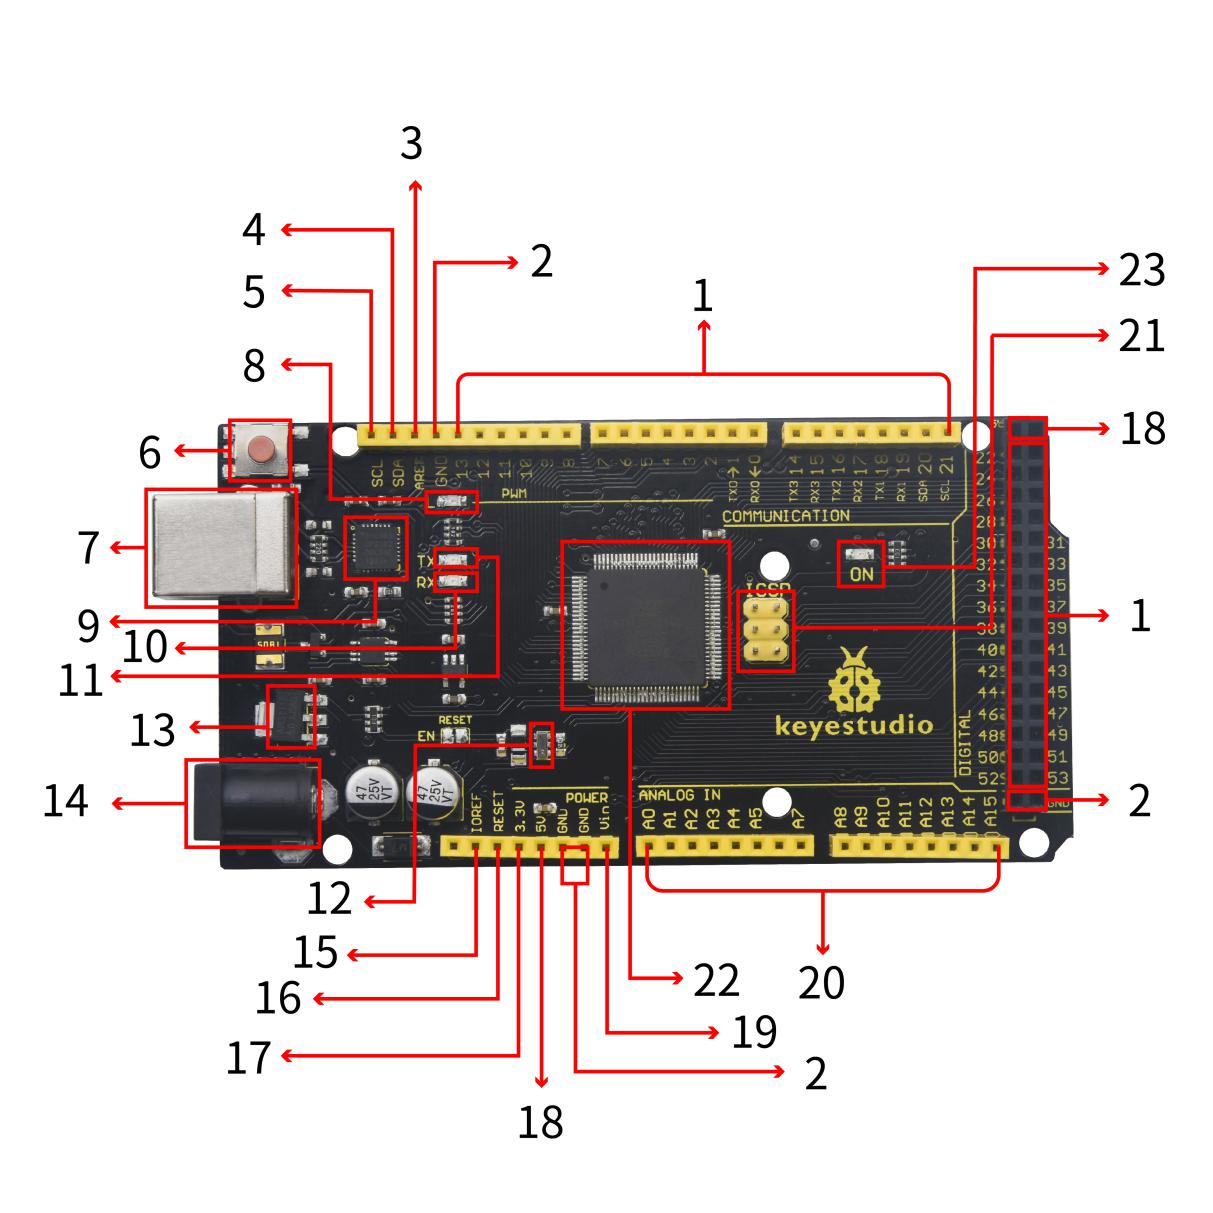 3
4
2
5
1
23
21
8
18
6
SCL
SDA
AREF
GND
13
12
11
10
9
8
7
6
5
4
3
2
TX0→1
RX0←0
TX3 14
RX3 15
TX2 16
RX2 17
TX1 18
RX1 19
SDA 20
SCL 21
24
26
28
PWM
COMMUNICATION
7
30 31
32 33
34 35
36 37
38 39
40 41
42 43
44 45
46 47
48 49
50 51
52 53
TX
RX
ON
ICSP
1
9
10
11
keyestudio
RESET
EN
13
12
14
47
25V
VT
47
25V
VT
DIGITAL
GND
2
POWER
ANALOG IN
IOREF
RESET
3.3V
5V
GND
GND
Vin
A0
A1
A2
A3
A4
A5
A7
A8
A9
A10
A11
A12
A13
A14
A15
15
16
17
18
22
20
19
2